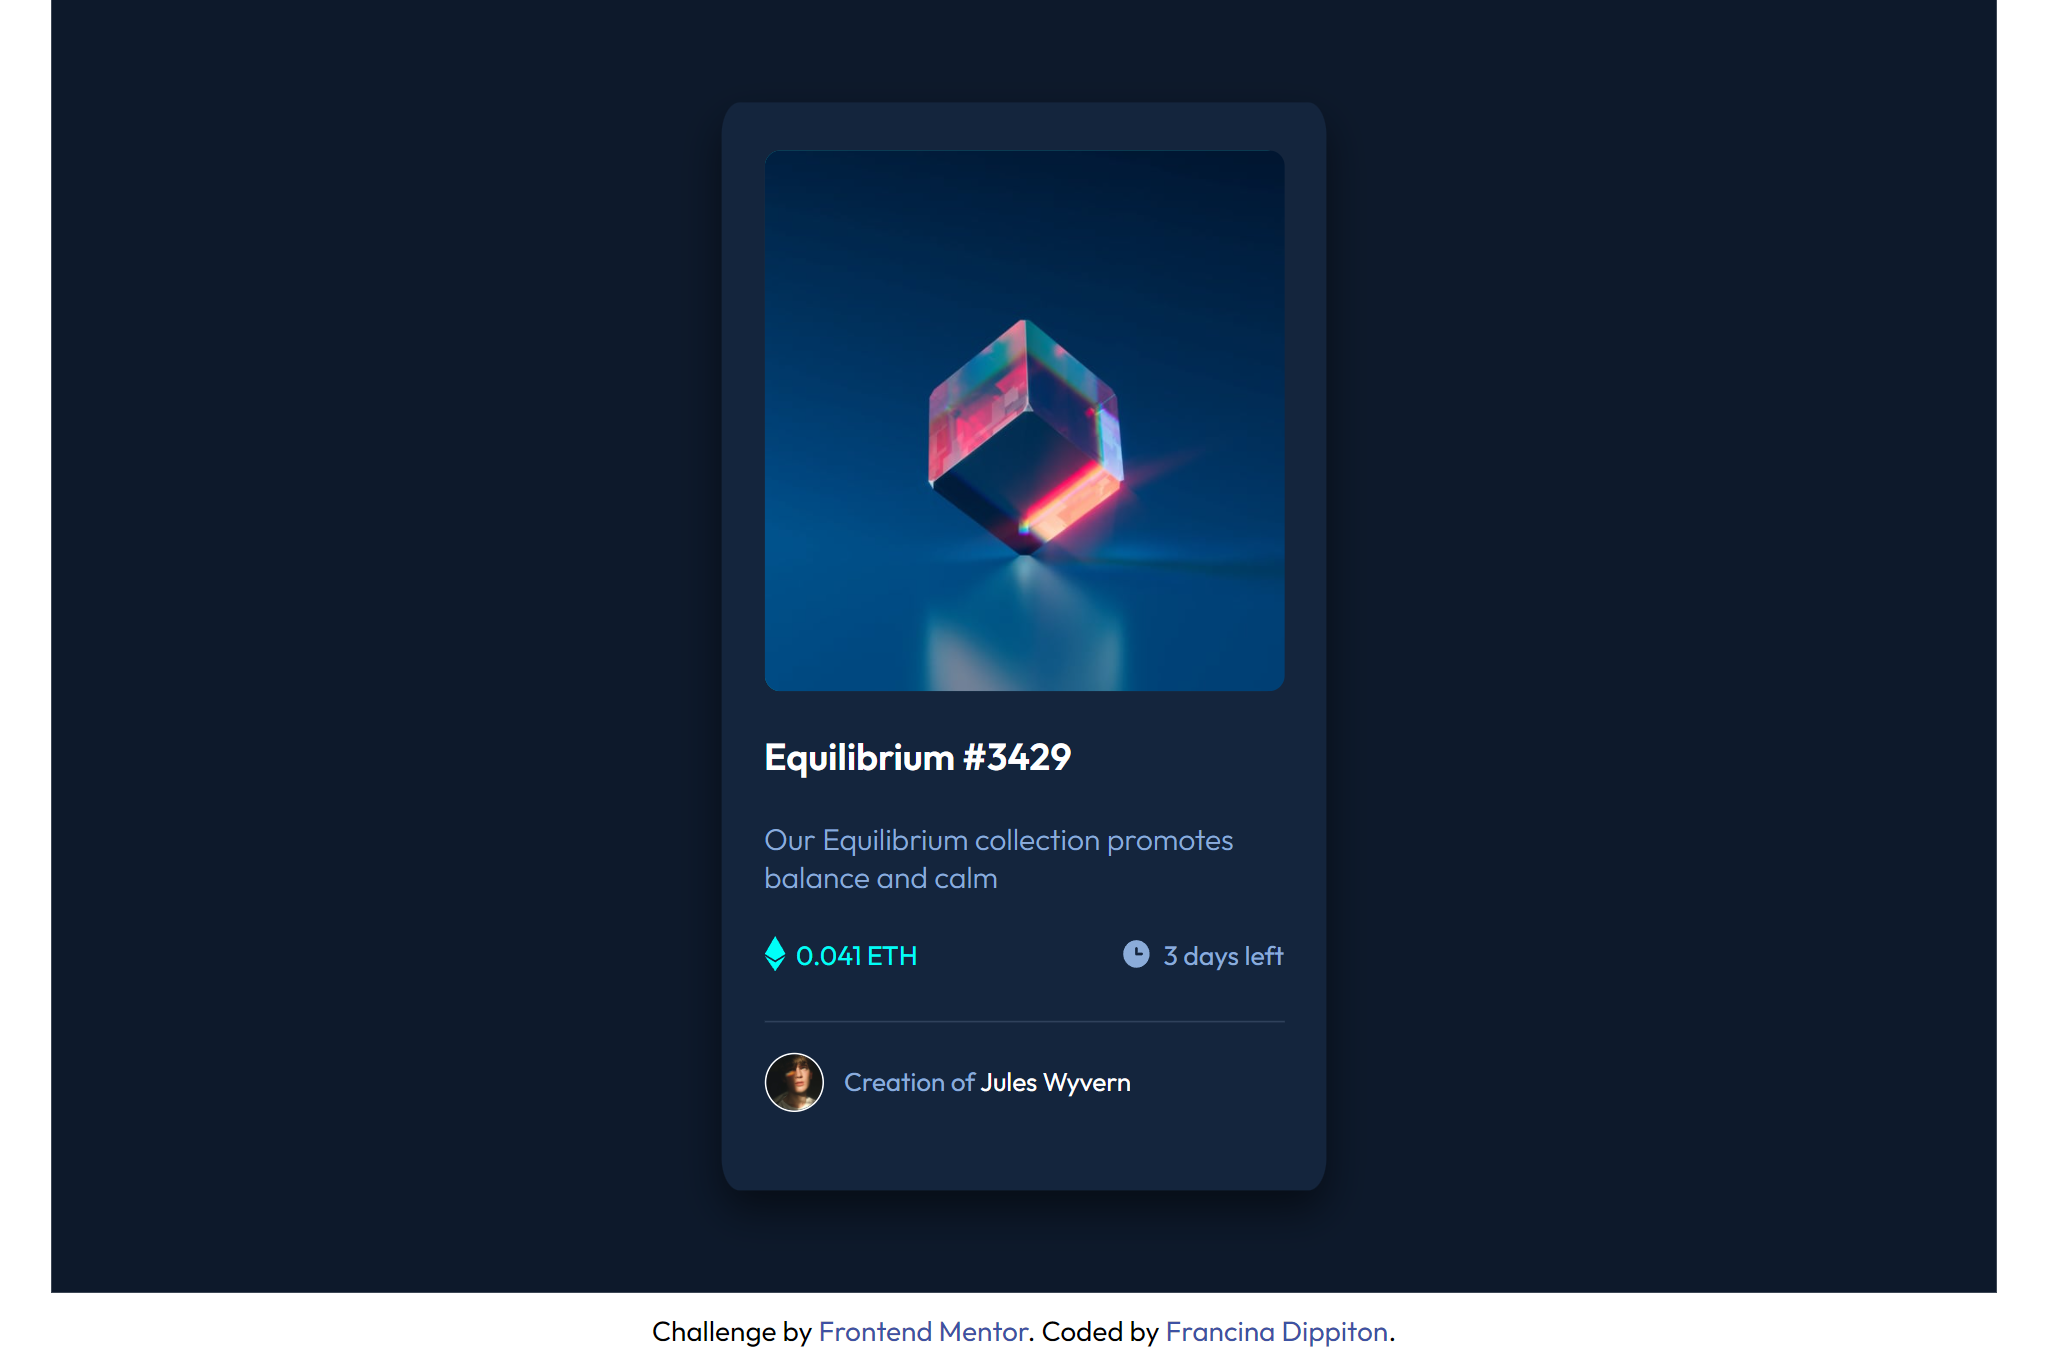 Equilibrium #3429
Our Equilibrium collection promotes
balance and calm
0.041 ETH
3 days left
Creation of Jules Wyvern
Challenge by Frontend Mentor. Coded by Francina Dippiton.